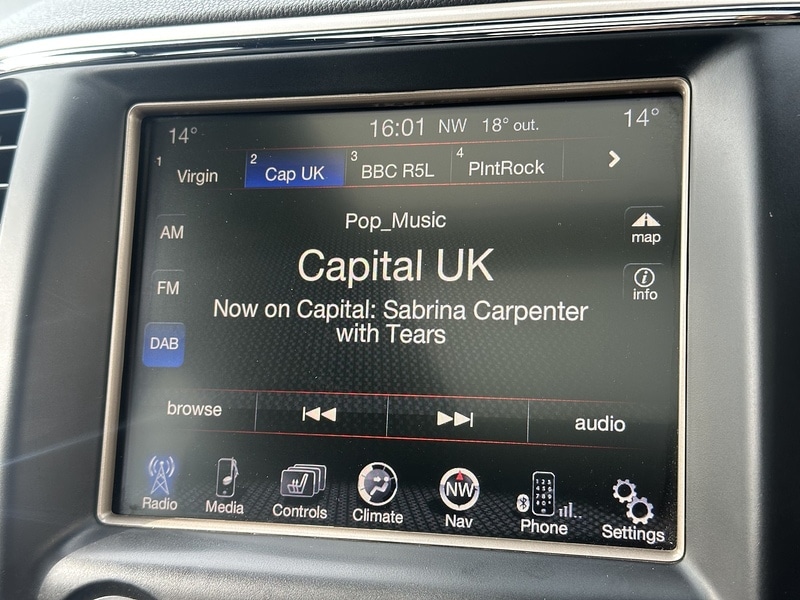 14° 16:01 NW 18° out. 14°
1 Virgin 2 Cap UK 3 BBC R5L 4 PlntRock
Pop_Music
AM
map
Capital UK
FM
info
Now on Capital: Sabrina Carpenter
with Tears
DAB
browse audio
Radio Media Controls Climate NW Nav Phone Settings